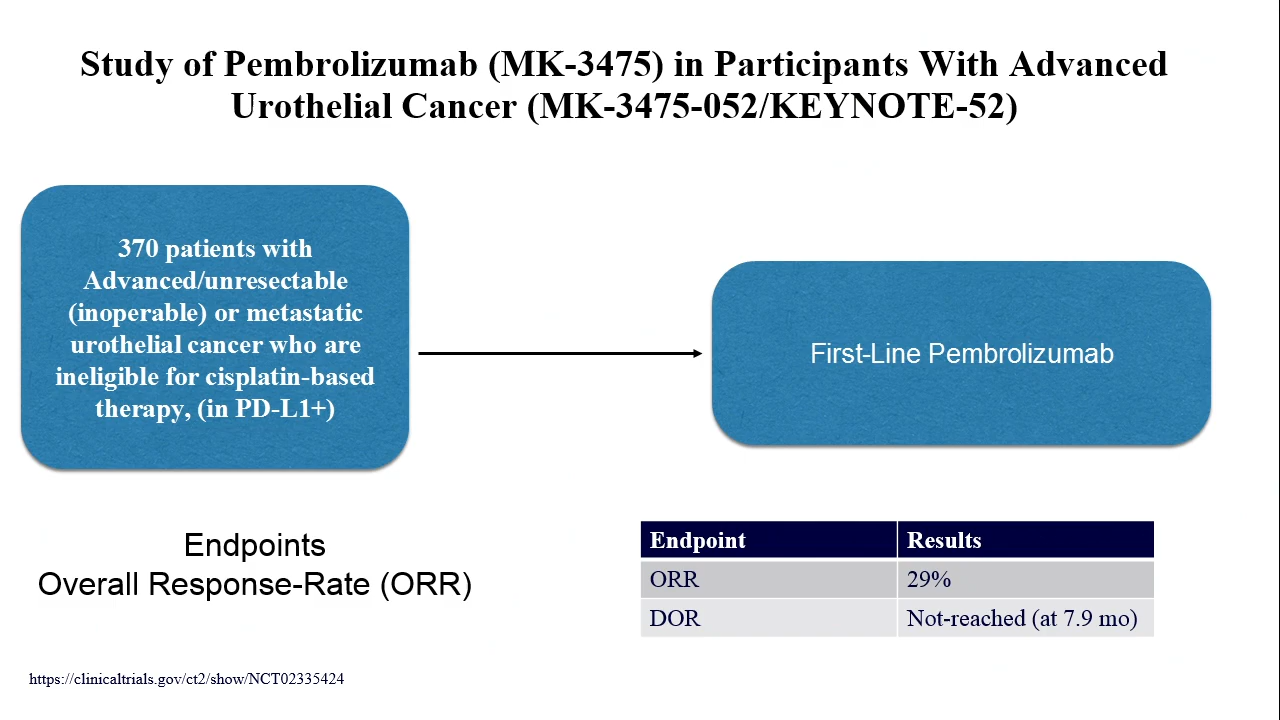 Study of Pembrolizumab (MK-3475) in Participants With Advanced
Urothelial Cancer (MK-3475-052/KEYNOTE-52)
370 patients with
Advanced/unresectable
(inoperable) or metastatic
urothelial cancer who are
ineligible for cisplatin-based
therapy, (in PD-L1+)
First-Line Pembrolizumab
Endpoints
Overall Response-Rate (ORR)
Endpoint Results
ORR 29%
DOR Not-reached (at 7.9 mo)
https://clinicaltrials.gov/ct2/show/NCT02335424